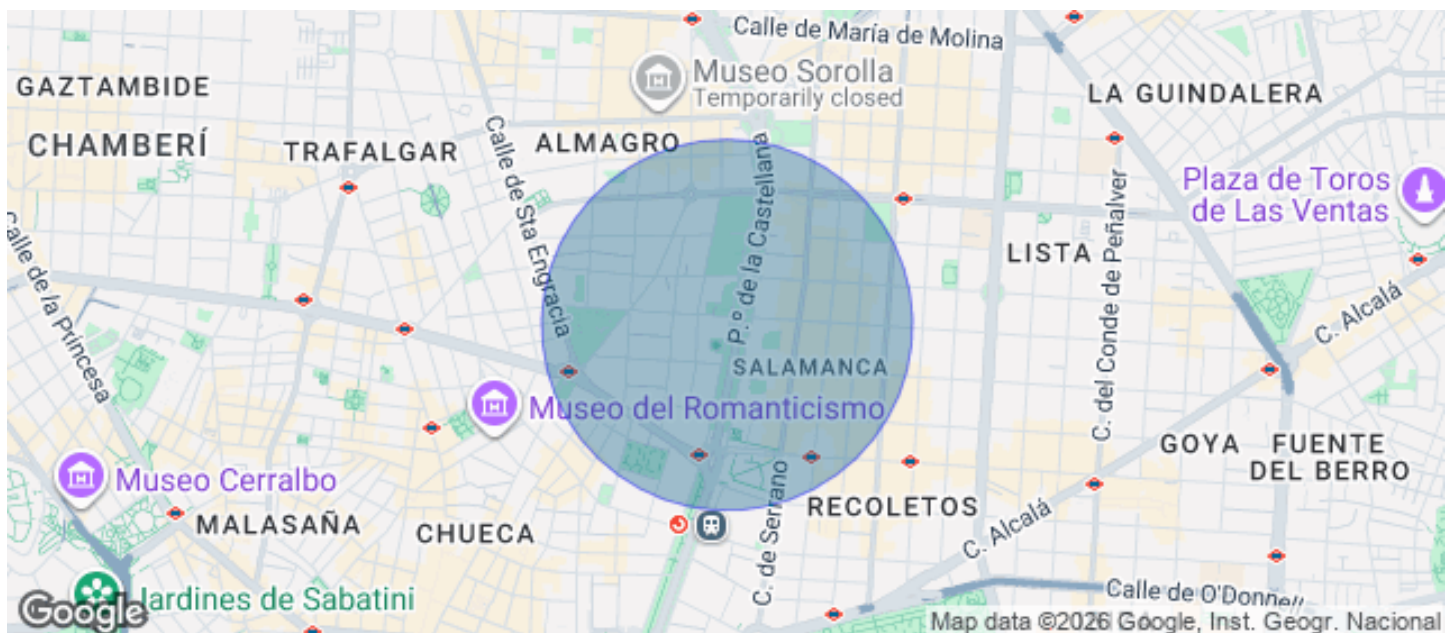 Calle de María de Molina
Museo Sorolla
Temporarily closed
GAZTAMBIDE
LA GUINDALERA
CHAMBERÍ
TRAFALGAR
ALMAGRO
Calle de Sta Engracia
P.º de la Castellana
C. del Conde de Peñalver
Plaza de Toros
de Las Ventas
Calle de la Princesa
LISTA
C. Alcalá
SALAMANCA
Museo del Romanticismo
GOYA
FUENTE
DEL BERRO
Museo Cerralbo
MALASAÑA
CHUECA
C. de Serrano
RECOLETOS
C. Alcalá
Jardines de Sabatini
Calle de O'Donnell
Google
Map data ©2026 Google, Inst. Geogr. Nacional